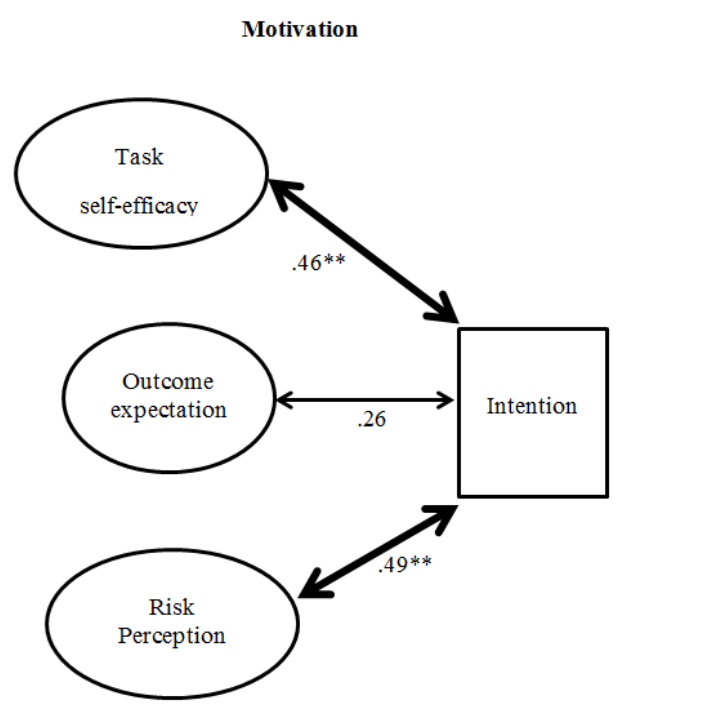 Motivation
Task
self-efficacy
.46**
Outcome
expectation
.26
Intention
.49**
Risk
Perception